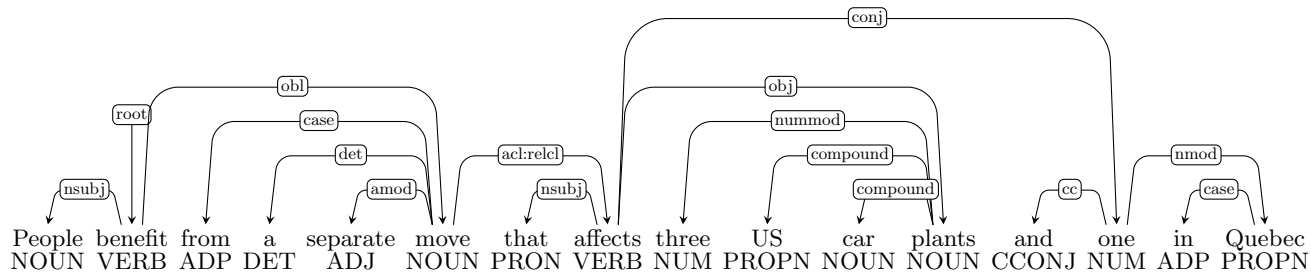 conj
obl obj
root case nummod
det acl:relcl compound nmod
nsubj amod nsubj compound cc case
People benefit from a separate move that affects three US car plants and one in Quebec
NOUN VERB ADP DET ADJ NOUN PRON VERB NUM PROPN NOUN NOUN CCONJ NUM ADP PROPN